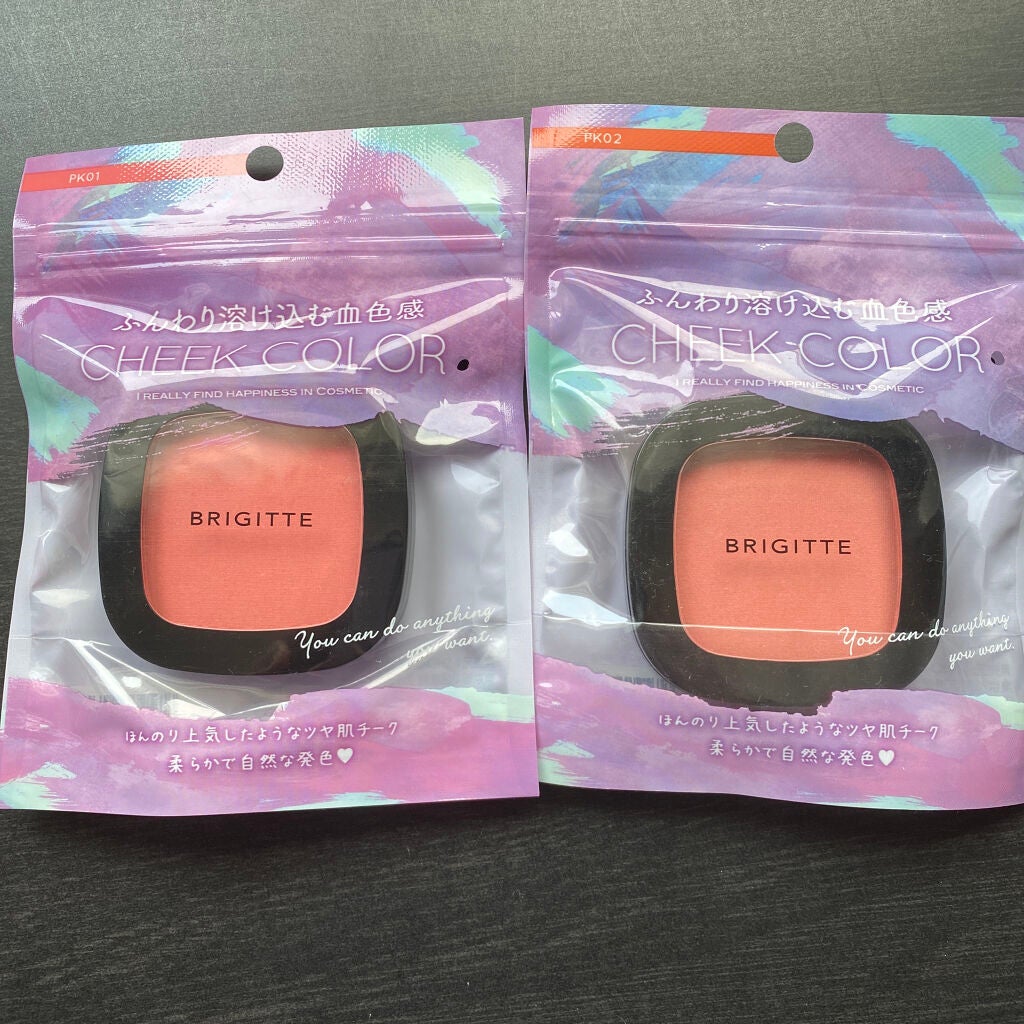 PK01
ふんわり溶け込む血色感
CHEEK COLOR
I REALLY FIND HAPPINESS IN COSMETIC
BRIGITTE
You can do anything
you want.
ほんのり上気したようなツヤ肌チーク
柔らかで自然な発色♥
PK02
ふんわり溶け込む血色感
CHEEK COLOR
I REALLY FIND HAPPINESS IN COSMETIC
BRIGITTE
You can do anything
you want.
ほんのり上気したようなツヤ肌チーク
柔らかで自然な発色♥